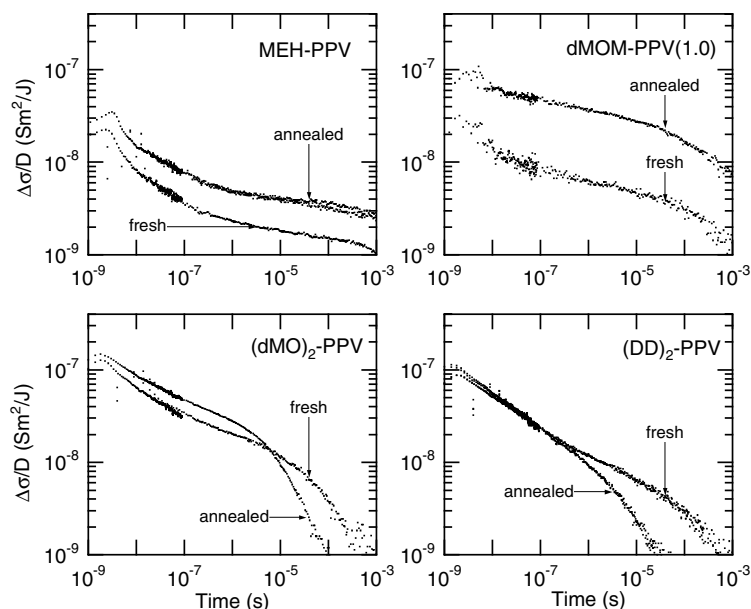 MEH-PPV
dMOM-PPV(1.0)
10⁻⁷
10⁻⁷
annealed
annealed
Δσ/D (Sm²/J)
10⁻⁸
10⁻⁸
fresh
fresh
10⁻⁹
10⁻⁹
10⁻⁹ 10⁻⁷ 10⁻⁵ 10⁻³
10⁻⁹ 10⁻⁷ 10⁻⁵ 10⁻³
(dMO)₂-PPV
(DD)₂-PPV
10⁻⁷
10⁻⁷
fresh
fresh
Δσ/D (Sm²/J)
10⁻⁸
10⁻⁸
annealed
annealed
10⁻⁹
10⁻⁹
10⁻⁹ 10⁻⁷ 10⁻⁵ 10⁻³
10⁻⁹ 10⁻⁷ 10⁻⁵ 10⁻³
Time (s)
Time (s)